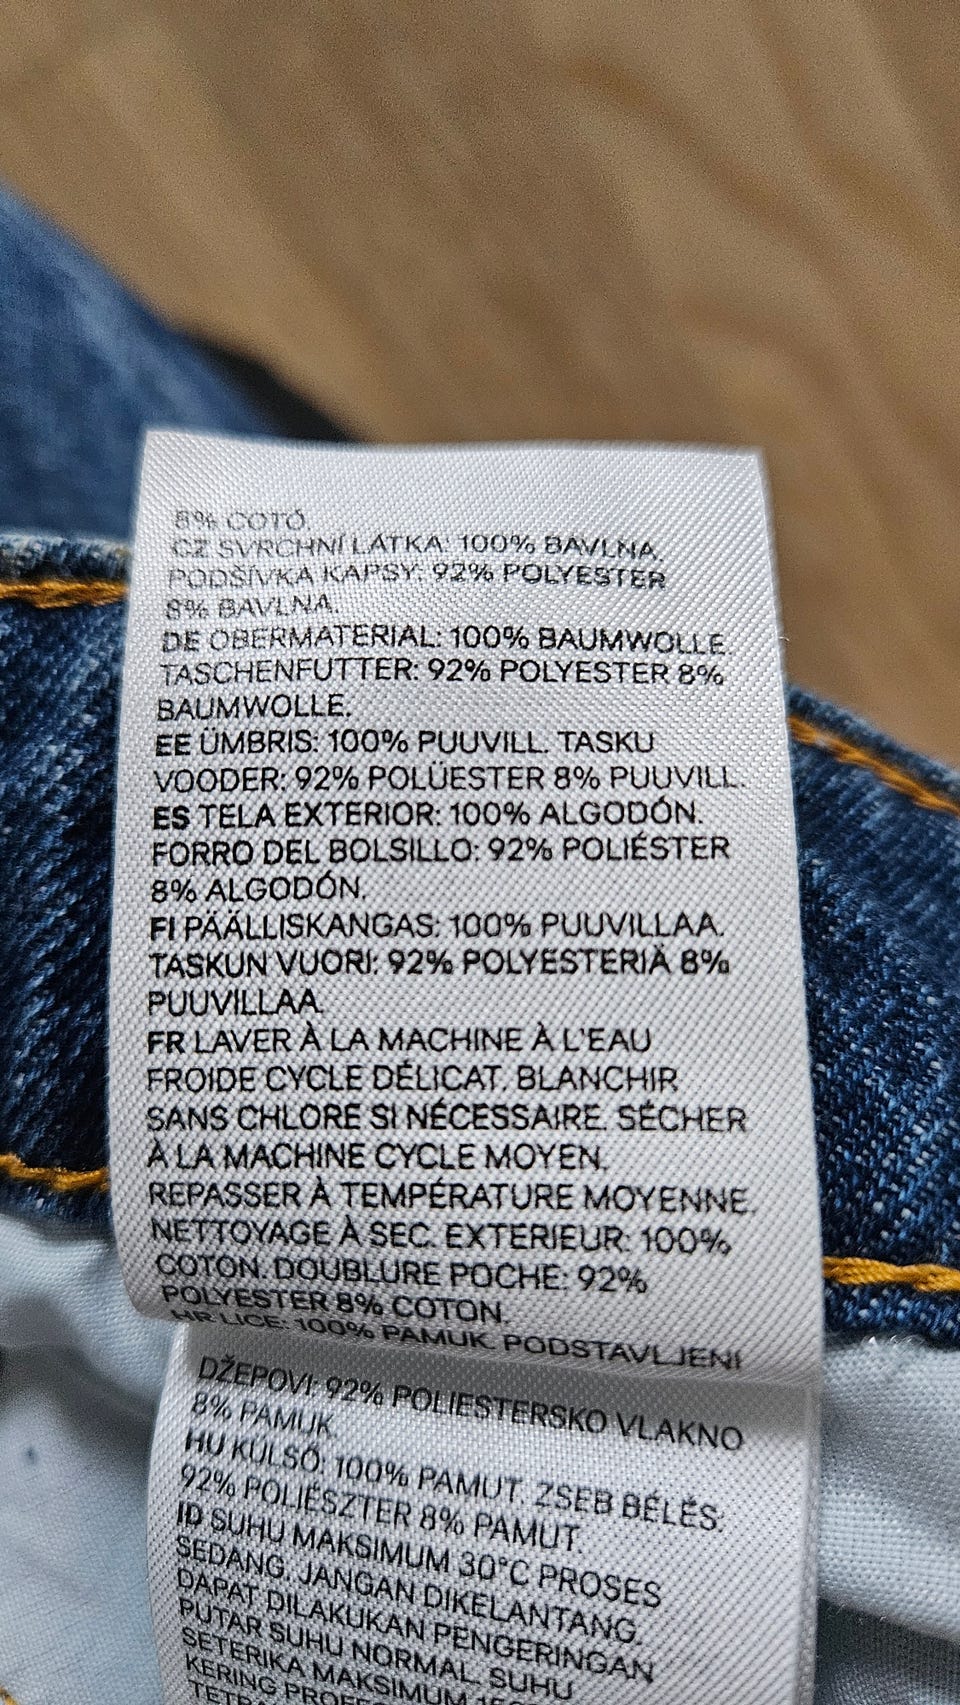 8% COTÓ.
CZ SVRCHNÍ LÁTKA: 100% BAVLNA.
PODŠÍVKA KAPSY: 92% POLYESTER
8% BAVLNA.
DE OBERMATERIAL: 100% BAUMWOLLE.
TASCHENFUTTER: 92% POLYESTER 8%
BAUMWOLLE.
EE ÜMBRIS: 100% PUUVILL. TASKU
VOODER: 92% POLÜESTER 8% PUUVILL.
ES TELA EXTERIOR: 100% ALGODÓN.
FORRO DEL BOLSILLO: 92% POLIÉSTER
8% ALGODÓN.
FI PÄÄLLISKANGAS: 100% PUUVILLAA.
TASKUN VUORI: 92% POLYESTERIÄ 8%
PUUVILLAA.
FR LAVER À LA MACHINE À L'EAU
FROIDE CYCLE DÉLICAT. BLANCHIR
SANS CHLORE SI NÉCESSAIRE. SÉCHER
À LA MACHINE CYCLE MOYEN.
REPASSER À TEMPÉRATURE MOYENNE.
NETTOYAGE À SEC. EXTERIEUR: 100%
COTON. DOUBLURE POCHE: 92%
POLYESTER 8% COTON.
HR LICE: 100% PAMUK. PODSTAVLJENI
DŽEPOVI: 92% POLIESTERSKO VLAKNO
8% PAMUK.
HU KÜLSŐ: 100% PAMUT. ZSEB BÉLÉS:
92% POLIÉSZTER 8% PAMUT.
ID SUHU MAKSIMUM 30°C PROSES
SEDANG. JANGAN DIKELANTANG.
DAPAT DILAKUKAN PENGERINGAN
PUTAR SUHU NORMAL. SUHU
SETERIKA MAKSIMUM
KERING